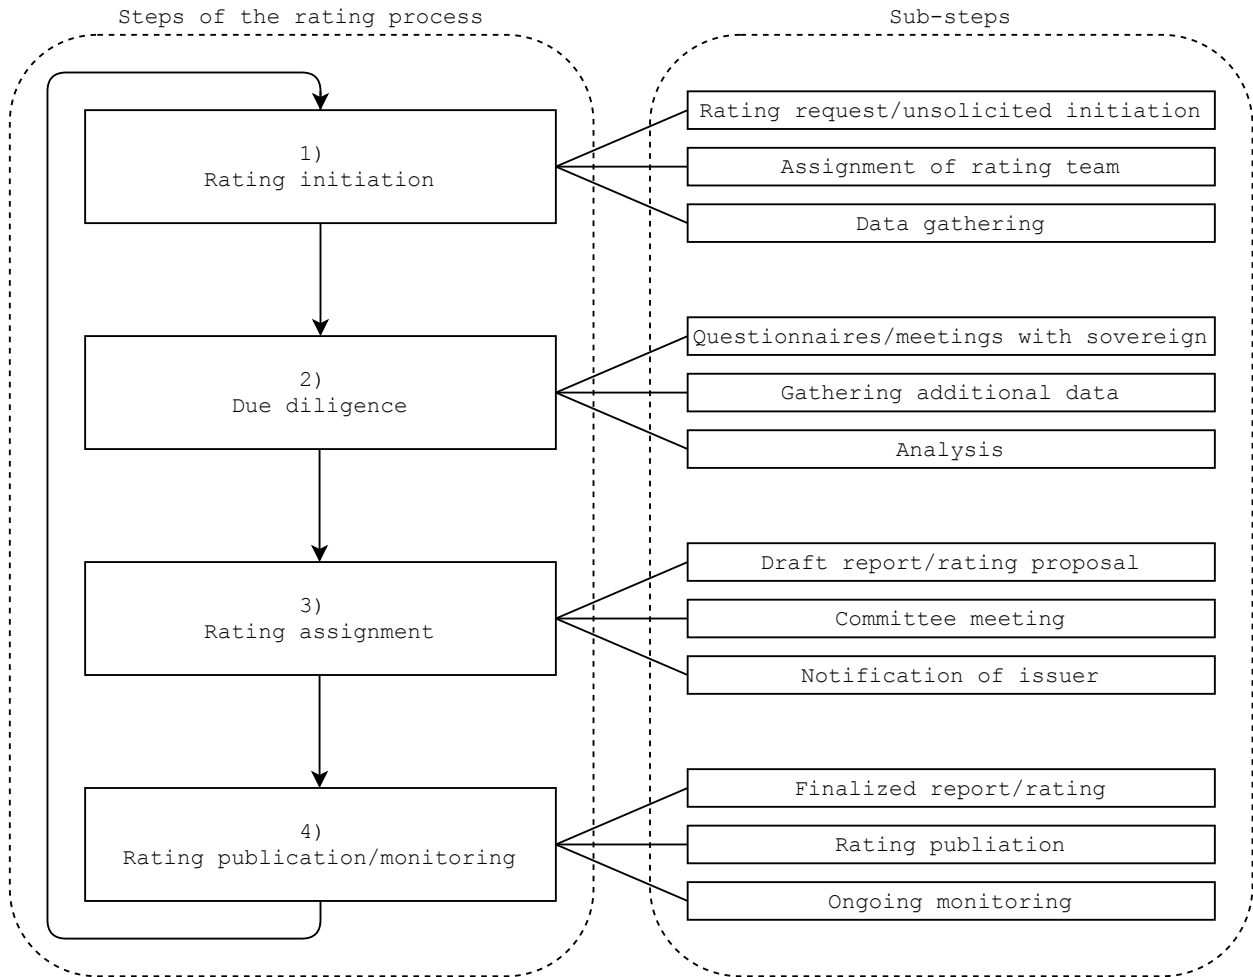 Steps of the rating process
Sub-steps
1)
Rating initiation
Rating request/unsolicited initiation
Assignment of rating team
Data gathering
2)
Due diligence
Questionnaires/meetings with sovereign
Gathering additional data
Analysis
3)
Rating assignment
Draft report/rating proposal
Committee meeting
Notification of issuer
4)
Rating publication/monitoring
Finalized report/rating
Rating publiation
Ongoing monitoring